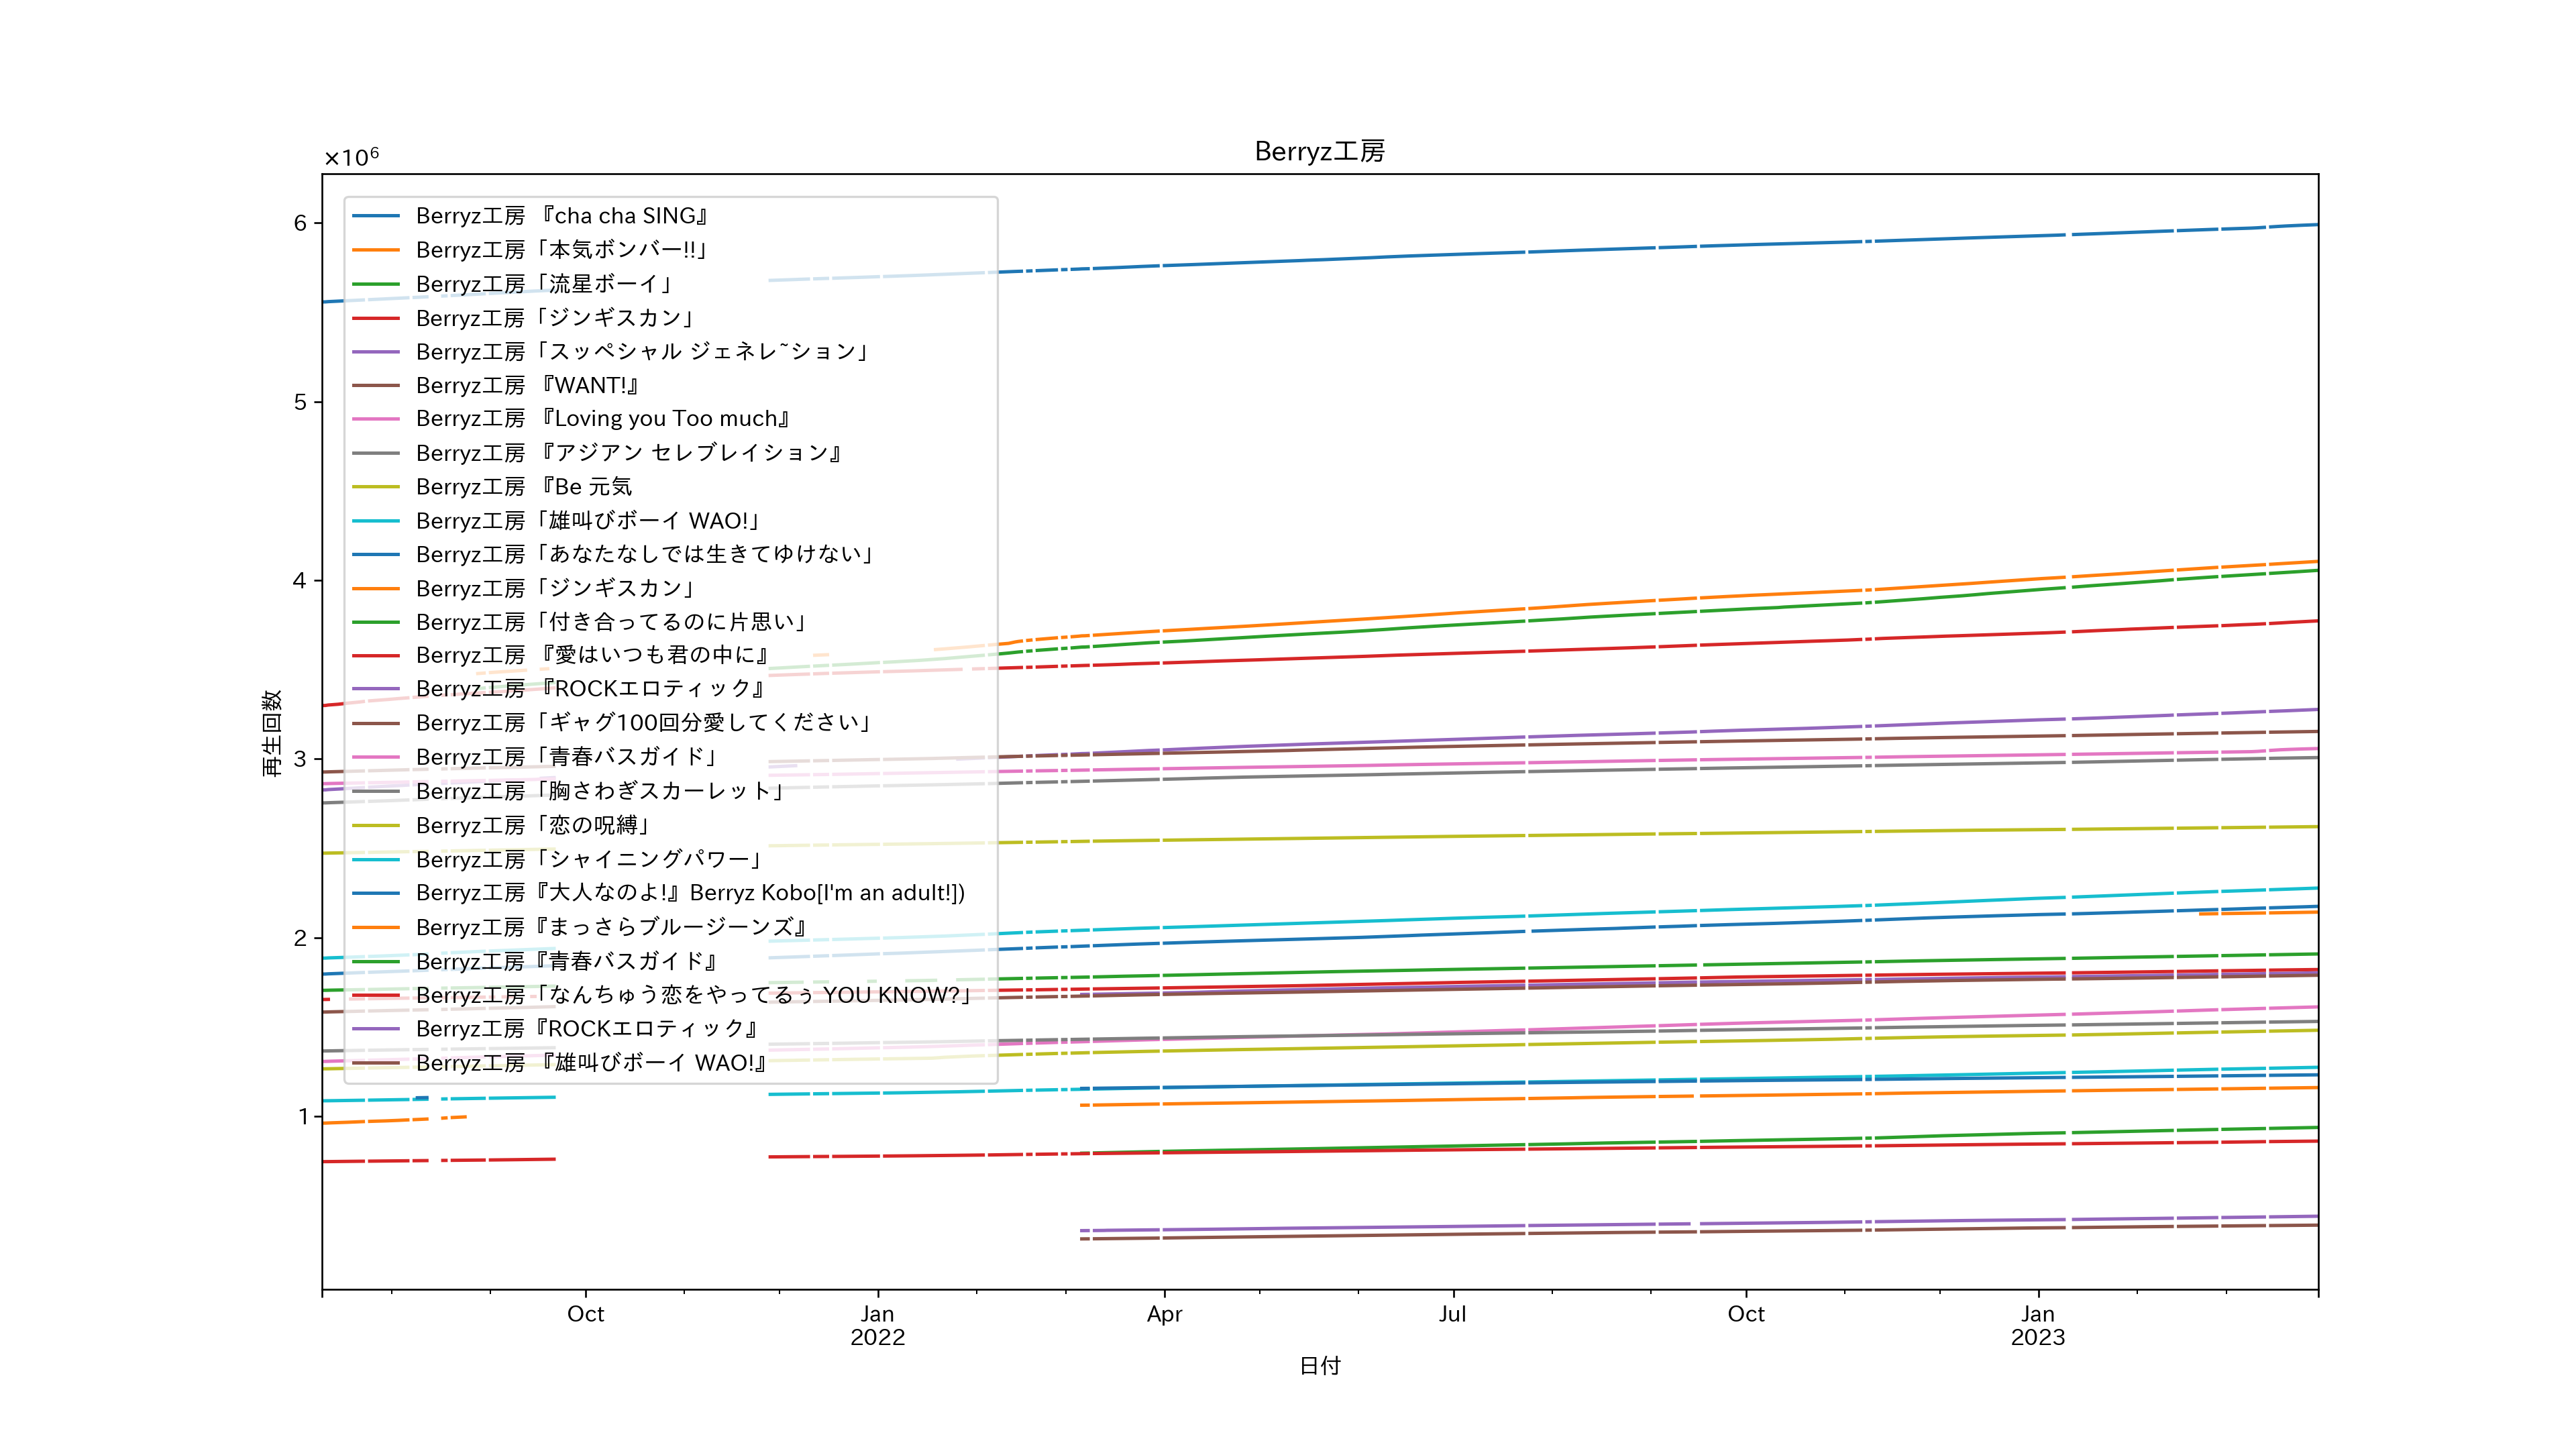 Berryz工房
×10⁶
6
5
4
3
2
1
再生回数
Berryz工房 『cha cha SING』
Berryz工房「本気ボンバー!!」
Berryz工房「流星ボーイ」
Berryz工房「ジンギスカン」
Berryz工房「スッペシャル ジェネレ~ション」
Berryz工房 『WANT!』
Berryz工房 『Loving you Too much』
Berryz工房 『アジアン セレブレイション』
Berryz工房 『Be 元気
Berryz工房「雄叫びボーイ WAO!」
Berryz工房「あなたなしでは生きてゆけない」
Berryz工房「ジンギスカン」
Berryz工房「付き合ってるのに片思い」
Berryz工房 『愛はいつも君の中に』
Berryz工房 『ROCKエロティック』
Berryz工房「ギャグ100回分愛してください」
Berryz工房「青春バスガイド」
Berryz工房「胸さわぎスカーレット」
Berryz工房「恋の呪縛」
Berryz工房「シャイニングパワー」
Berryz工房『大人なのよ!』Berryz Kobo[I'm an adult!])
Berryz工房『まっさらブルージーンズ』
Berryz工房『青春バスガイド』
Berryz工房「なんちゅう恋をやってるぅ YOU KNOW?」
Berryz工房『ROCKエロティック』
Berryz工房 『雄叫びボーイ WAO!』
Oct
Jan
2022
Apr
Jul
Oct
Jan
2023
日付